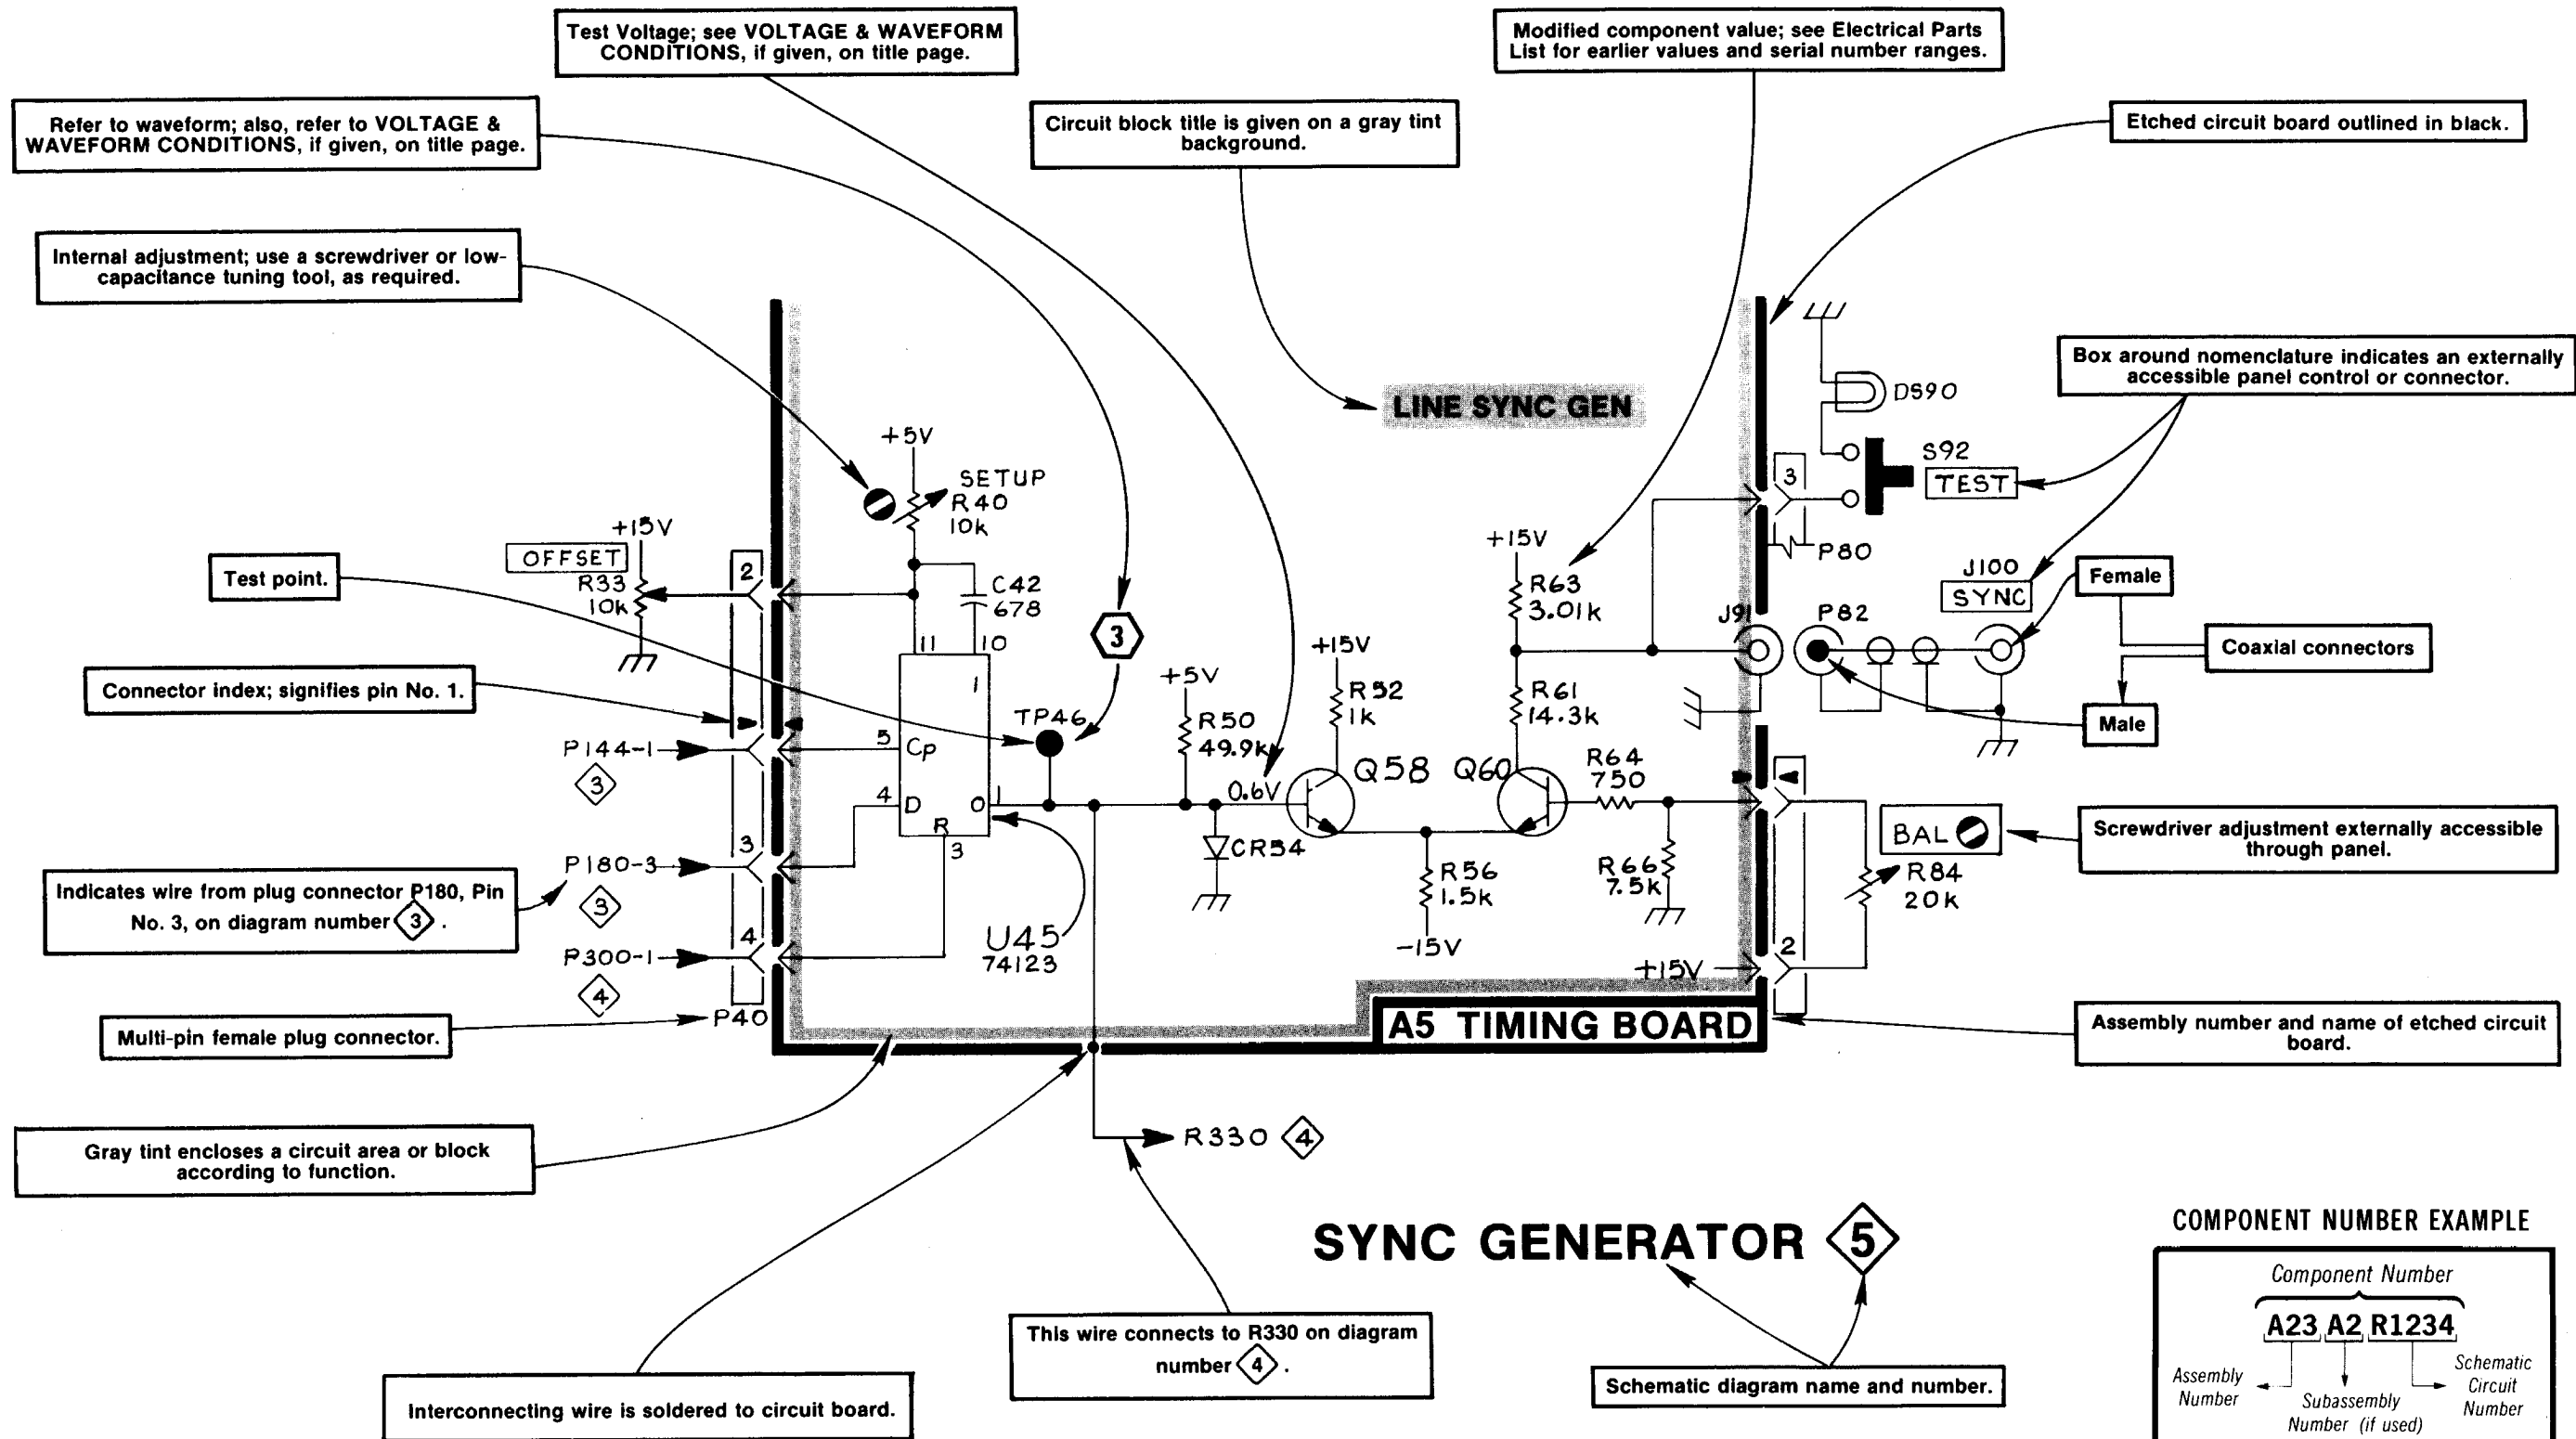 Test Voltage; see VOLTAGE & WAVEFORM
CONDITIONS, if given, on title page.
Modified component value; see Electrical Parts
List for earlier values and serial number ranges.
Refer to waveform; also, refer to VOLTAGE &
WAVEFORM CONDITIONS, if given, on title page.
Circuit block title is given on a gray tint
background.
Etched circuit board outlined in black.
Internal adjustment; use a screwdriver or low-
capacitance tuning tool, as required.
Box around nomenclature indicates an externally
accessible panel control or connector.
LINE SYNC GEN
DS90
S92
TEST
3
P80
+5V
SETUP
R40
10k
+15V
OFFSET
R33
10k
2
C42
678
11
10
3
Test point.
+15V
R63
3.01k
J100
SYNC
Female
J91
P82
Coaxial connectors
Male
Connector index; signifies pin No. 1.
1
TP46
+5V
R50
49.9k
+15V
R52
1k
R61
14.3k
P144-1
3
5
Cp
4
D
O
1
R
3
0.6V
Q58
Q60
R64
750
CR54
R56
1.5k
-15V
R66
7.5k
BAL
R84
20k
2
+15V
Screwdriver adjustment externally accessible
through panel.
P180-3
3
3
Indicates wire from plug connector P180, Pin
No. 3, on diagram number 3 .
U45
74123
P300-1
4
4
P40
Multi-pin female plug connector.
A5 TIMING BOARD
Assembly number and name of etched circuit
board.
Gray tint encloses a circuit area or block
according to function.
R330 4
SYNC GENERATOR 5
This wire connects to R330 on diagram
number 4 .
Schematic diagram name and number.
Interconnecting wire is soldered to circuit board.
COMPONENT NUMBER EXAMPLE
Component Number
A23 A2 R1234
Assembly
Number
Subassembly
Number (if used)
Schematic
Circuit
Number